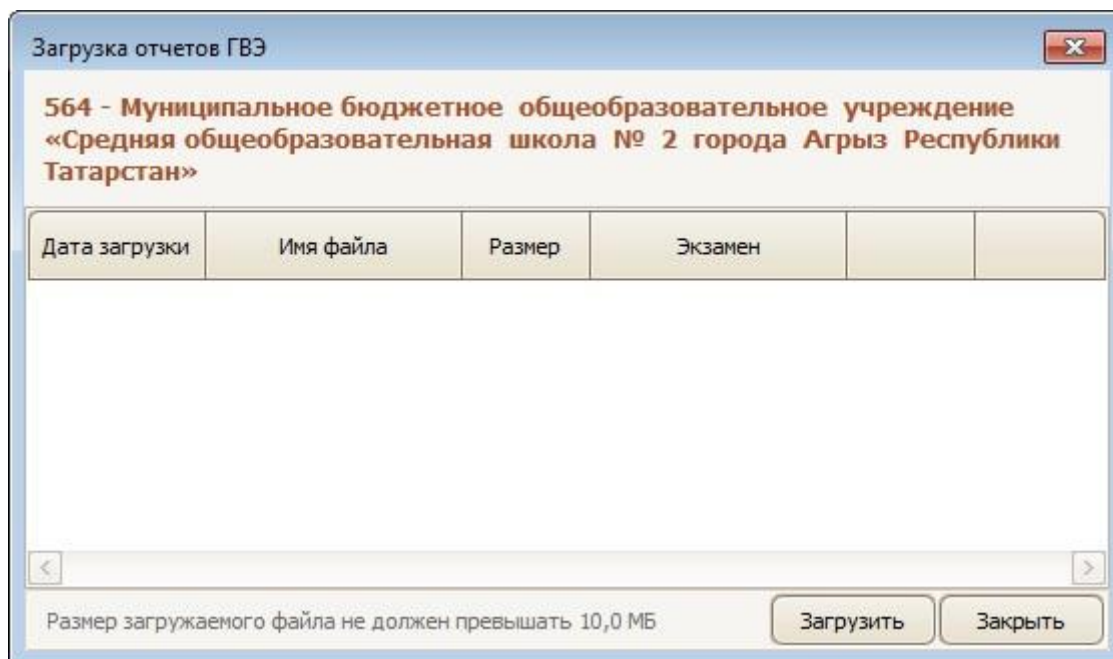 Загрузка отчетов ГВЭ
564 - Муниципальное бюджетное общеобразовательное учреждение
«Средняя общеобразовательная школа № 2 города Агрыз Республики
Татарстан»
Дата загрузки Имя файла Размер Экзамен
Размер загружаемого файла не должен превышать 10,0 МБ Загрузить Закрыть